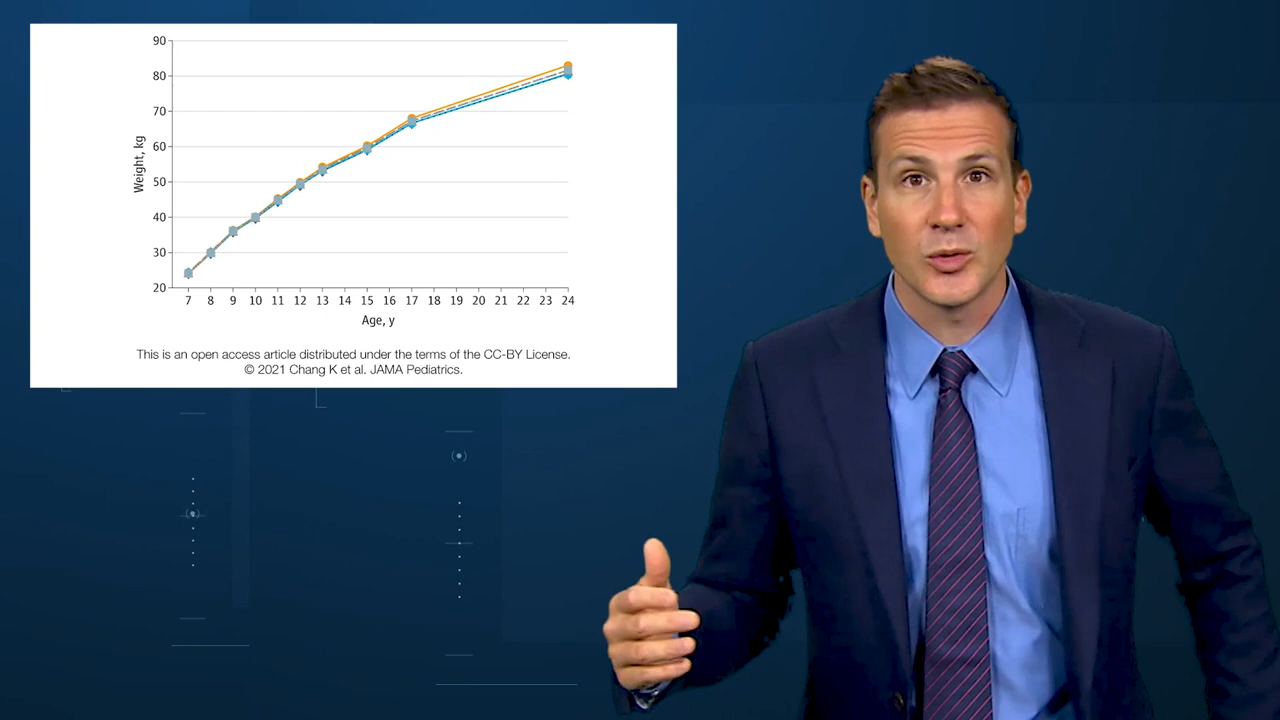 90
80
70
60
50
40
30
20
Weight, kg
7 8 9 10 11 12 13 14 15 16 17 18 19 20 21 22 23 24
Age, y
This is an open access article distributed under the terms of the CC-BY License.
© 2021 Chang K et al. JAMA Pediatrics.